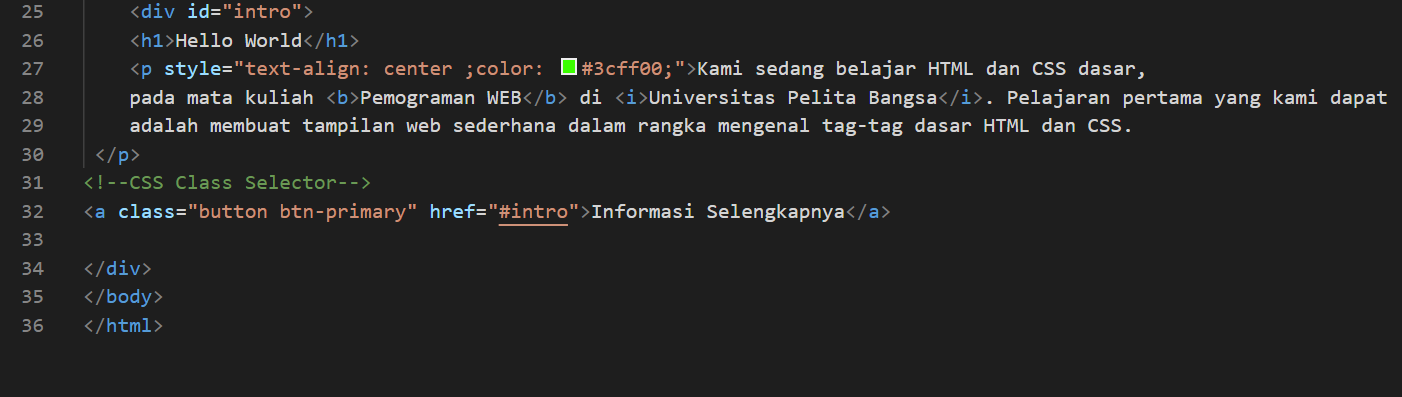 25 <div id="intro">
26 <h1>Hello World</h1>
27 <p style="text-align: center ;color: #3cff00;">Kami sedang belajar HTML dan CSS dasar,
28 pada mata kuliah <b>Pemograman WEB</b> di <i>Universitas Pelita Bangsa</i>. Pelajaran pertama yang kami dapat
29 adalah membuat tampilan web sederhana dalam rangka mengenal tag-tag dasar HTML dan CSS.
30 </p>
31 <!--CSS Class Selector-->
32 <a class="button btn-primary" href="#intro">Informasi Selengkapnya</a>
33
34 </div>
35 </body>
36 </html>